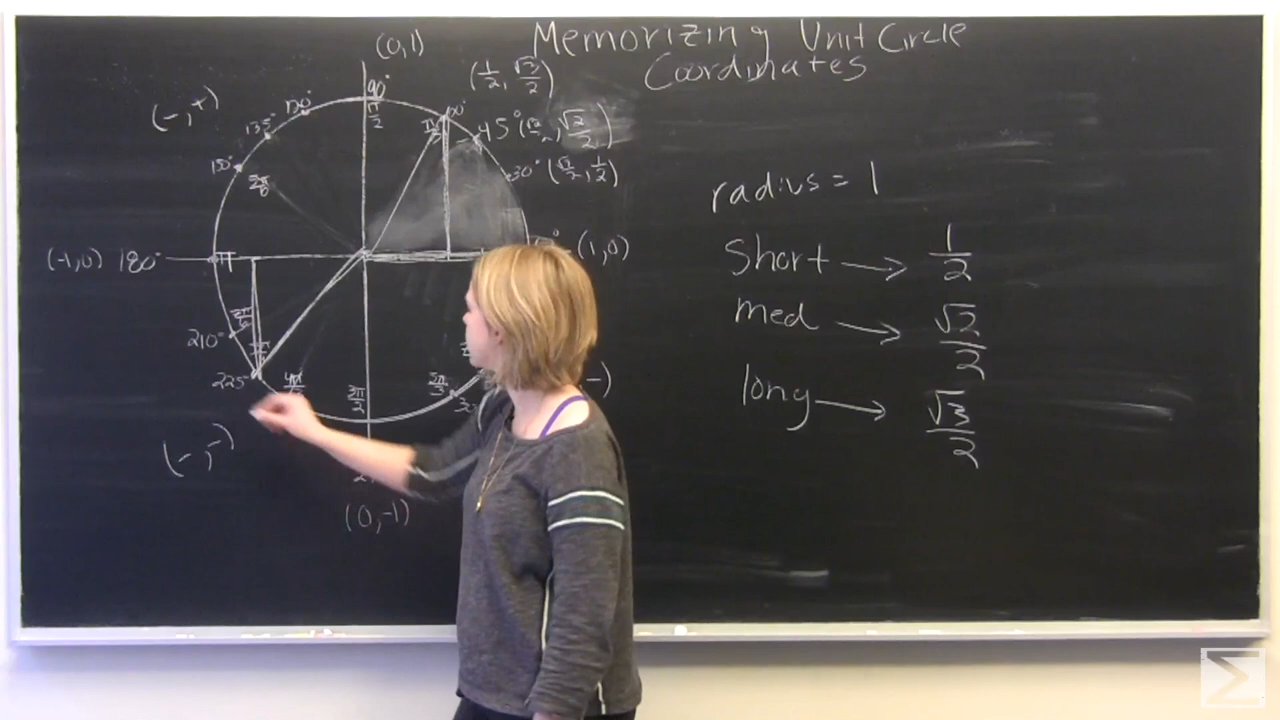 Memorizing Unit Circle
Coordinates
(0,1)
(1/2, √3/2)
90°
π/2
(-,+)
120°
135°
150°
45° (√2/2, √2/2)
30° (√3/2, 1/2)
(-1,0) 180°
π
(1,0)
210°
225°
3π/2
(-,-)
(0,-1)
radius = 1
Short → 1/2
med → √2/2
long → √3/2
Σ